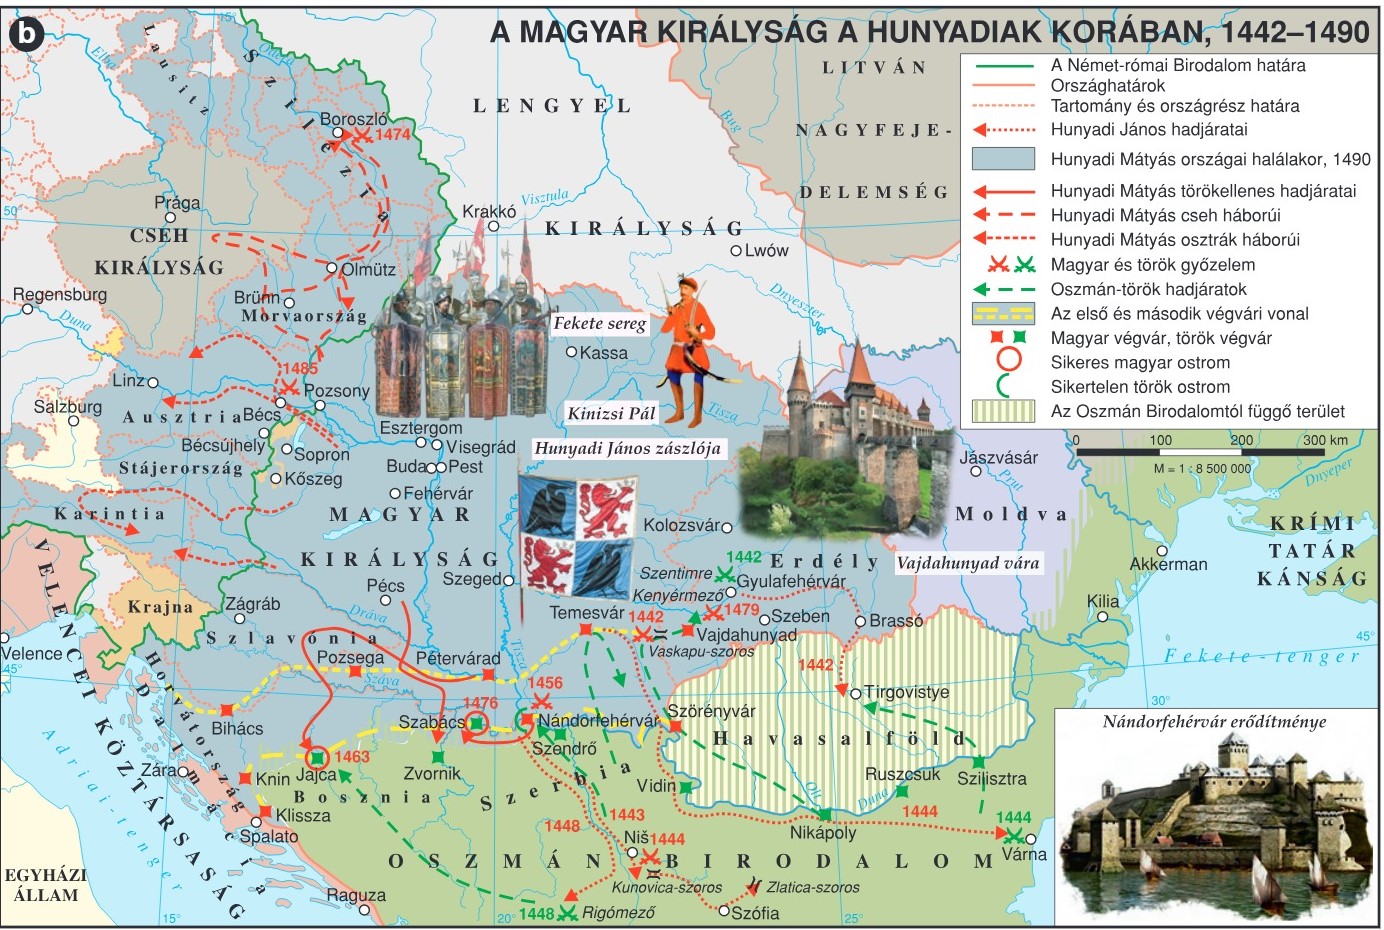 b
A MAGYAR KIRÁLYSÁG A HUNYADIAK KORÁBAN, 1442–1490
A Német-római Birodalom határa
Országhatárok
Tartomány és országrész határa
Hunyadi János hadjáratai
Hunyadi Mátyás országai halálakor, 1490
Hunyadi Mátyás törökellenes hadjáratai
Hunyadi Mátyás cseh háborúi
Hunyadi Mátyás osztrák háborúi
Magyar és török győzelem
Oszmán-török hadjáratok
Az első és második végvári vonal
Magyar végvár, török végvár
Sikeres magyar ostrom
Sikertelen török ostrom
Az Oszmán Birodalomtól függő terület
0 100 200 300 km
M = 1 : 8 500 000
Lausitz
Elba
Odera
Szilézia
Boroszló
1474
LENGYEL
KIRÁLYSÁG
LITVÁN
NAGYFEJE-
DELEMSÉG
Bug
Visztula
Krakkó
Lwów
Dnyeszter
50
Prága
CSEH
KIRÁLYSÁG
Olmütz
Brünn
Morvaország
Regensburg
Duna
Linz
Salzburg
Ausztria
1485
Pozsony
Bécs
Bécsújhely
Sopron
Stájerország
Kőszeg
Karintia
Fekete sereg
Kassa
Kinizsi Pál
Tisza
Hunyadi János zászlója
Esztergom
Visegrád
Buda
Pest
Fehérvár
MAGYAR
KIRÁLYSÁG
Szeged
Pécs
Dráva
Kolozsvár
Erdély
Vajdahunyad vára
Jászvásár
Prut
Moldva
Dnyeper
KRÍMI
TATÁR
KÁNSÁG
Akkerman
Kilia
45°
Fekete-tenger
30°
1442
Szentimre
Gyulafehérvár
Kenyérmező
1479
Szeben
Brassó
Temesvár
1442
Vajdahunyad
Vaskapu-szoros
1442
Tirgovistye
VELENCEI KÖZTÁRSASÁG
Velence
45°
Krajna
Zágráb
Szlavónia
Pozsega
Pétervárad
Tisza
Száva
Horvátország
Dalmácia
Bihács
Szabács
1476
1456
Nándorfehérvár
Szendrő
Szörényvár
Havasalföld
Olt
Duna
Ruszcsuk
Szilisztra
Vidin
Nikápoly
1444
1444
Várna
Zára
Knin
Jajca
1463
Zvornik
Klissza
Bosznia
Szerbia
Spalato
Adriai tenger
1448
1443
Niš
1444
OSZMÁN BIRODALOM
Kunovica-szoros
Zlatica-szoros
EGYHÁZI
ÁLLAM
Raguza
1448
Rigómező
Szófia
15°
20°
25°
Nándorfehérvár erődítménye